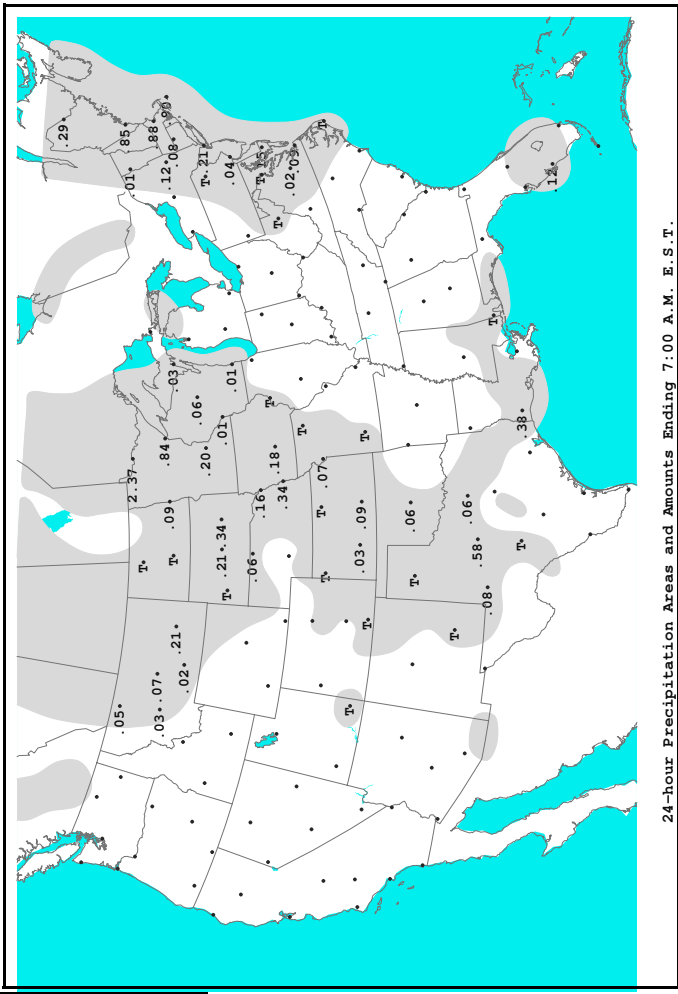 .29
.05
.85
.01
2.37
T
.88
.07
.03
.84
.12
.80
.09
T
.08
.03
.21
.02
.06
T .21
.20
.21 .34
.01
T
.04
.01
.06
.16
T .15
T
.18
T
.34
.02 .09
T
T
.07
T
T
T
.03 .09
T
T
.06
T
T
.06
.58
.08
T
T
.38
.12
24-hour Precipitation Areas and Amounts Ending 7:00 A.M. E.S.T.